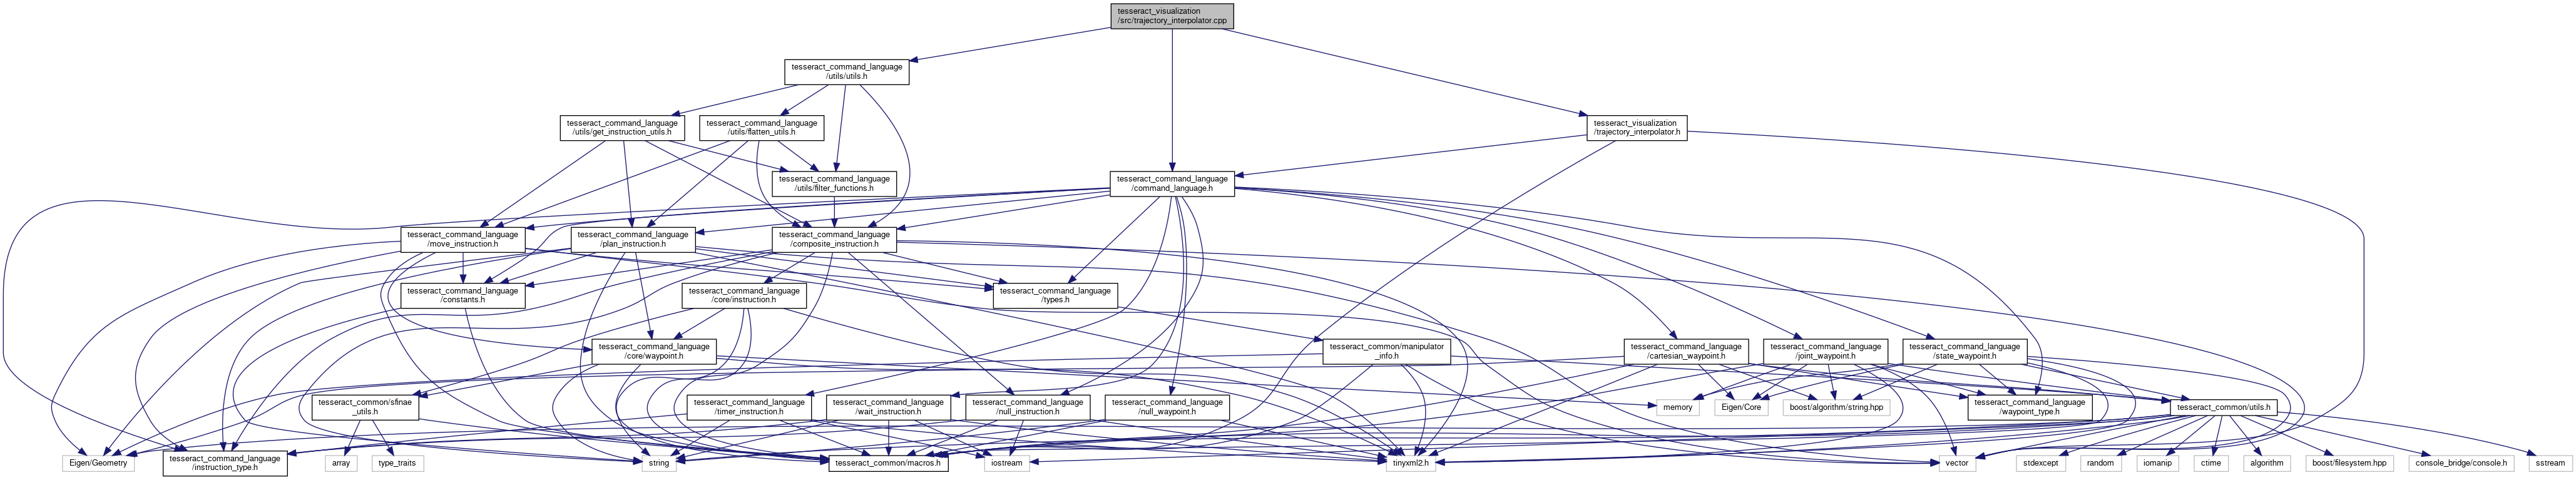 tesseract_visualization
/src/trajectory_interpolator.cpp
tesseract_command_language
/utils/utils.h
tesseract_command_language
/utils/get_instruction_utils.h
tesseract_command_language
/utils/flatten_utils.h
tesseract_visualization
/trajectory_interpolator.h
tesseract_command_language
/utils/filter_functions.h
tesseract_command_language
/command_language.h
tesseract_command_language
/move_instruction.h
tesseract_command_language
/plan_instruction.h
tesseract_command_language
/composite_instruction.h
tesseract_command_language
/constants.h
tesseract_command_language
/core/instruction.h
tesseract_command_language
/types.h
tesseract_command_language
/core/waypoint.h
tesseract_common/manipulator
_info.h
tesseract_command_language
/cartesian_waypoint.h
tesseract_command_language
/joint_waypoint.h
tesseract_command_language
/state_waypoint.h
tesseract_common/sfinae
_utils.h
tesseract_command_language
/timer_instruction.h
tesseract_command_language
/wait_instruction.h
tesseract_command_language
/null_instruction.h
tesseract_command_language
/null_waypoint.h
memory
Eigen/Core
boost/algorithm/string.hpp
tesseract_command_language
/waypoint_type.h
tesseract_common/utils.h
Eigen/Geometry
tesseract_command_language
/instruction_type.h
array
type_traits
string
tesseract_common/macros.h
iostream
tinyxml2.h
vector
stdexcept
random
iomanip
ctime
algorithm
boost/filesystem.hpp
console_bridge/console.h
sstream